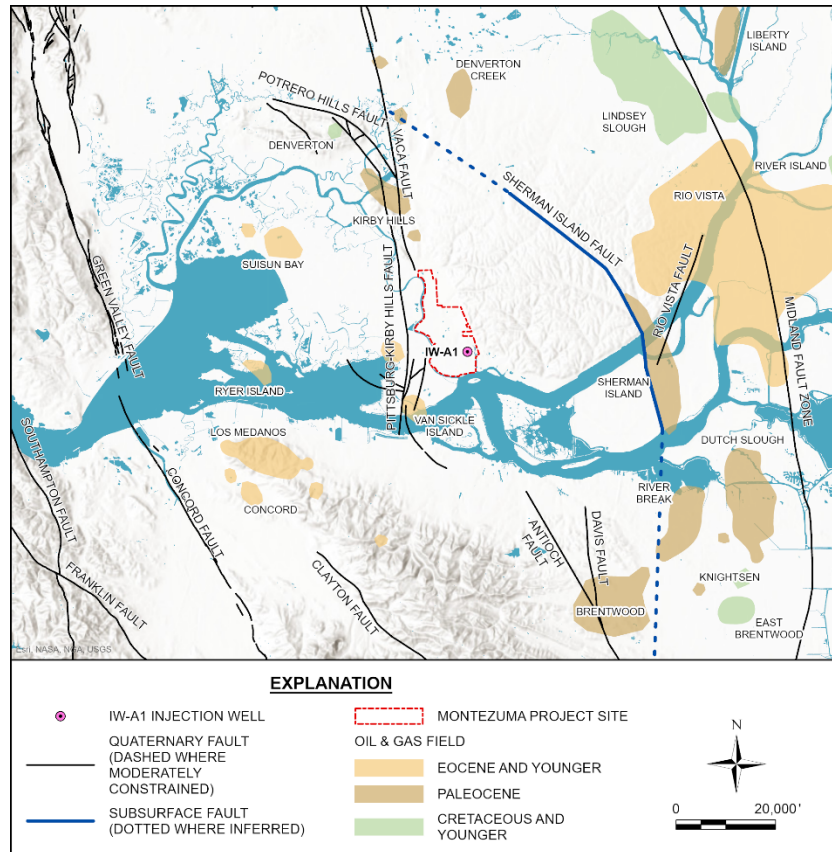 LIBERTY
ISLAND
DENVERTON
CREEK
POTRERO HILLS FAULT
LINDSEY
SLOUGH
DENVERTON
VACA FAULT
RIVER ISLAND
SHERMAN ISLAND FAULT
RIO VISTA
KIRBY HILLS
SUISUN BAY
GREEN VALLEY FAULT
PITTSBURG-KIRBY HILLS FAULT
RIO VISTA FAULT
MIDLAND FAULT ZONE
IW-A1
RYER ISLAND
SHERMAN
ISLAND
VAN SICKLE
ISLAND
LOS MEDANOS
SOUTHAMPTON FAULT
DUTCH SLOUGH
CONCORD FAULT
RIVER
BREAK
CONCORD
ANTIOCH
FAULT
DAVIS FAULT
CLAYTON FAULT
FRANKLIN FAULT
KNIGHTSEN
BRENTWOOD
EAST
BRENTWOOD
Esri, NASA, NGA, USGS
EXPLANATION
IW-A1 INJECTION WELL
QUATERNARY FAULT
(DASHED WHERE
MODERATELY
CONSTRAINED)
SUBSURFACE FAULT
(DOTTED WHERE INFERRED)
MONTEZUMA PROJECT SITE
OIL & GAS FIELD
EOCENE AND YOUNGER
PALEOCENE
CRETACEOUS AND
YOUNGER
N
0 20,000'